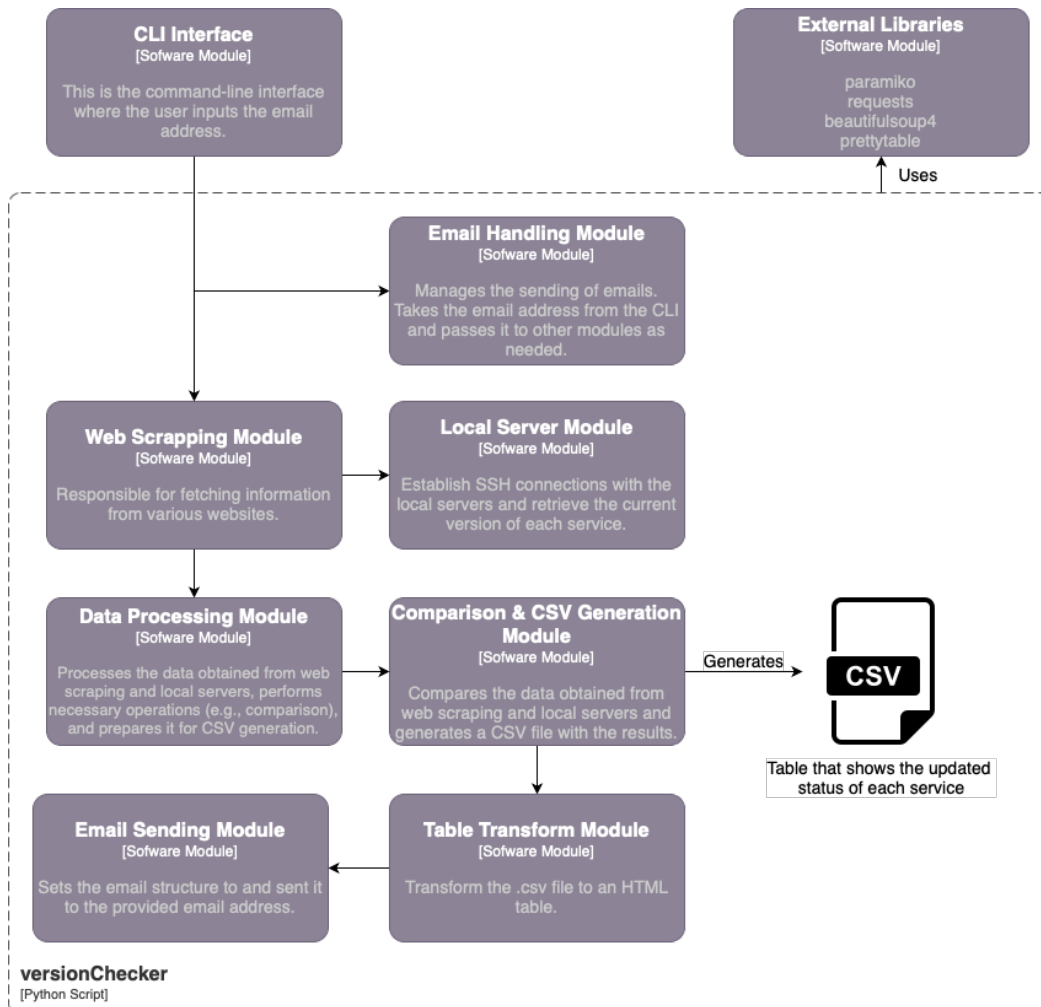 CLI Interface
[Sofware Module]
This is the command-line interface
where the user inputs the email
address.
External Libraries
[Software Module]
paramiko
requests
beautifulsoup4
prettytable
Uses
Email Handling Module
[Sofware Module]
Manages the sending of emails.
Takes the email address from the CLI
and passes it to other modules as
needed.
Web Scrapping Module
[Sofware Module]
Responsible for fetching information
from various websites.
Local Server Module
[Sofware Module]
Establish SSH connections with the
local servers and retrieve the current
version of each service.
Data Processing Module
[Sofware Module]
Processes the data obtained from web
scraping and local servers, performs
necessary operations (e.g., comparison),
and prepares it for CSV generation.
Comparison & CSV Generation
Module
[Sofware Module]
Compares the data obtained from
web scraping and local servers and
generates a CSV file with the results.
Generates
CSV
Table that shows the updated
status of each service
Email Sending Module
[Sofware Module]
Sets the email structure to and sent it
to the provided email address.
Table Transform Module
[Sofware Module]
Transform the .csv file to an HTML
table.
versionChecker
[Python Script]